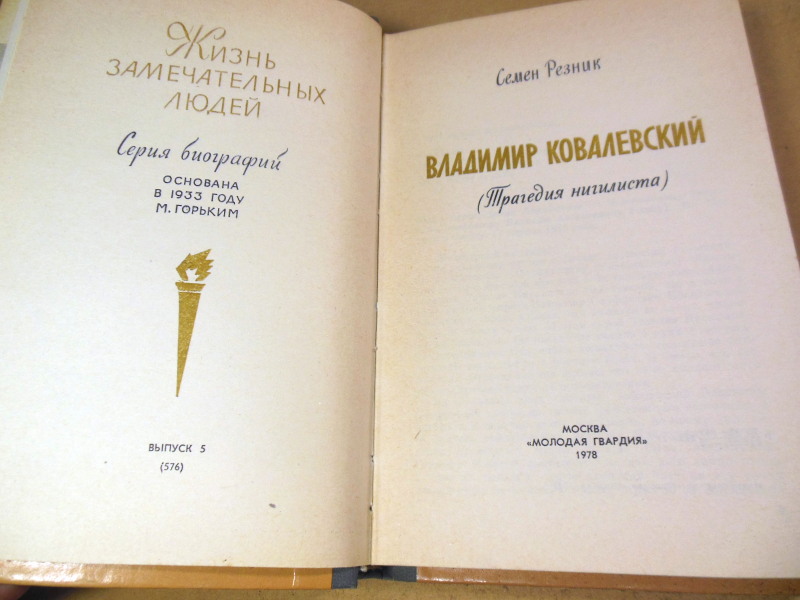 Жизнь
ЗАМЕЧАТЕЛЬНЫХ
ЛЮДЕЙ
Серия биографий
ОСНОВАНА
В 1933 ГОДУ
М. ГОРЬКИМ
ВЫПУСК 5
(576)
Семен Резник
ВЛАДИМИР КОВАЛЕВСКИЙ
(Трагедия нигилиста)
МОСКВА
«МОЛОДАЯ ГВАРДИЯ»
1978